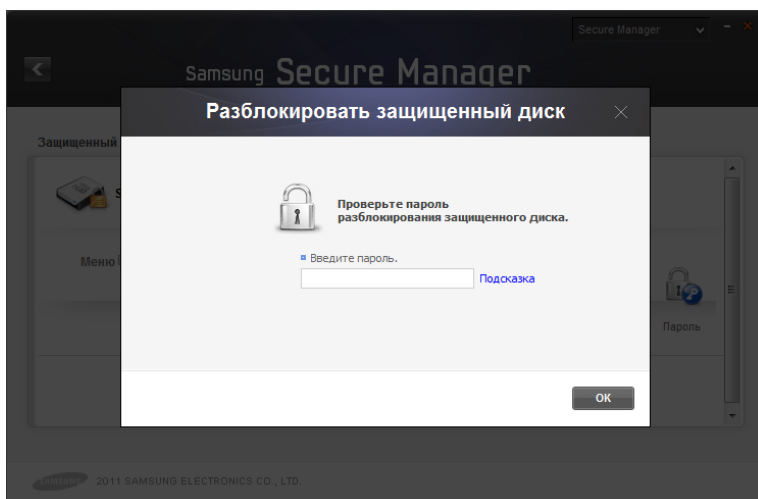 Secure Manager
Samsung Secure Manager
Разблокировать защищенный диск
Защищенный
S
Проверьте пароль
разблокирования защищенного диска.
Меню
Введите пароль.
Подсказка
Пароль
OK
SAMSUNG 2011 SAMSUNG ELECTRONICS CO., LTD.